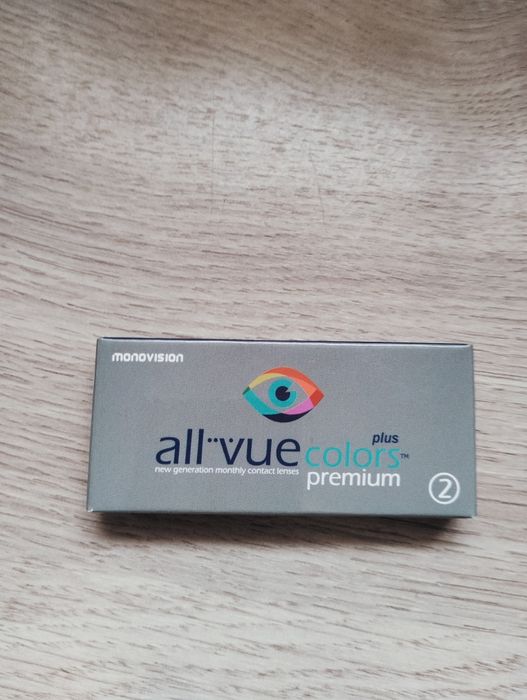 monovision
all vue colors™
plus
new generation monthly contact lenses
premium
2